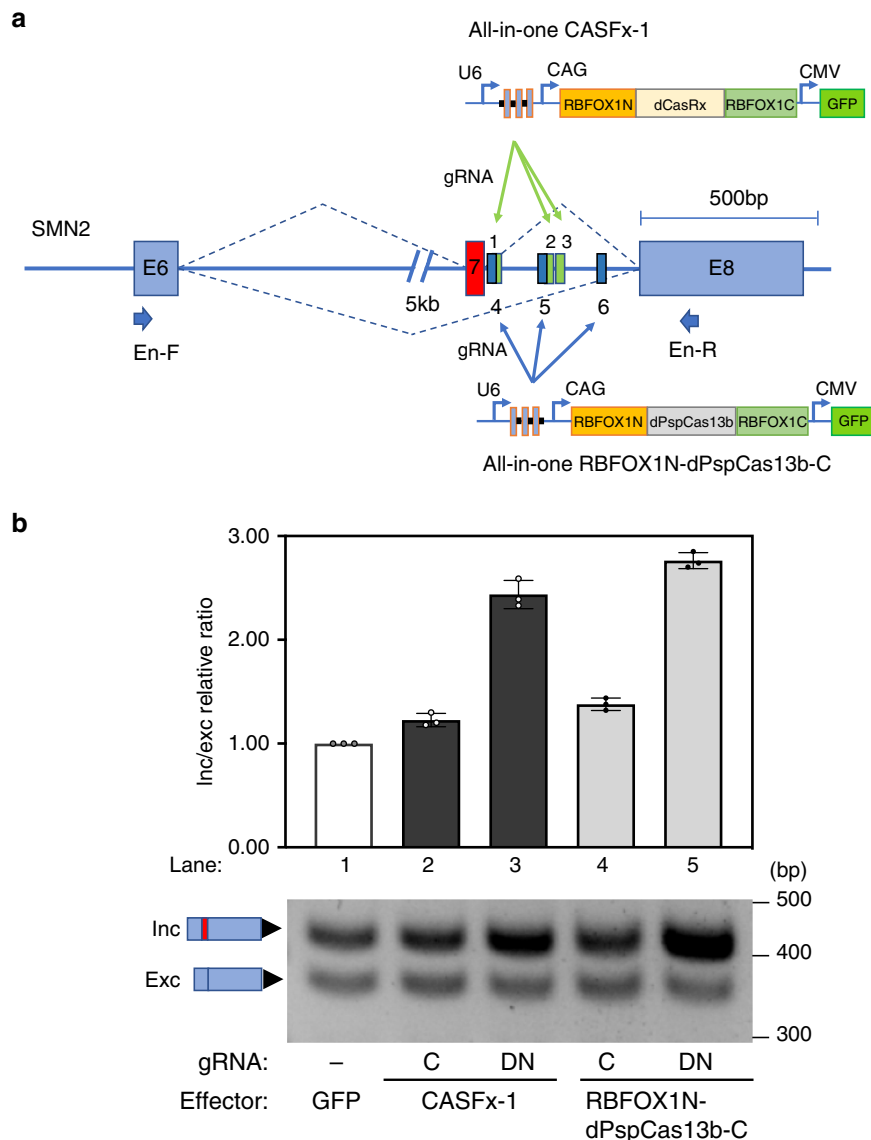 a
All-in-one CASFx-1
U6 CAG CMV
RBFOX1N dCasRx RBFOX1C GFP
gRNA
500bp
SMN2
1 2 3
E6 7 E8
5kb 4 5 6
En-F gRNA En-R
U6 CAG CMV
RBFOX1N dPspCas13b RBFOX1C GFP
All-in-one RBFOX1N-dPspCas13b-C
b
Inc/exc relative ratio
3.00
2.00
1.00
0.00
Lane: 1 2 3 4 5 (bp)
500
Inc
400
Exc
300
gRNA: – C DN C DN
Effector: GFP CASFx-1 RBFOX1N-
dPspCas13b-C